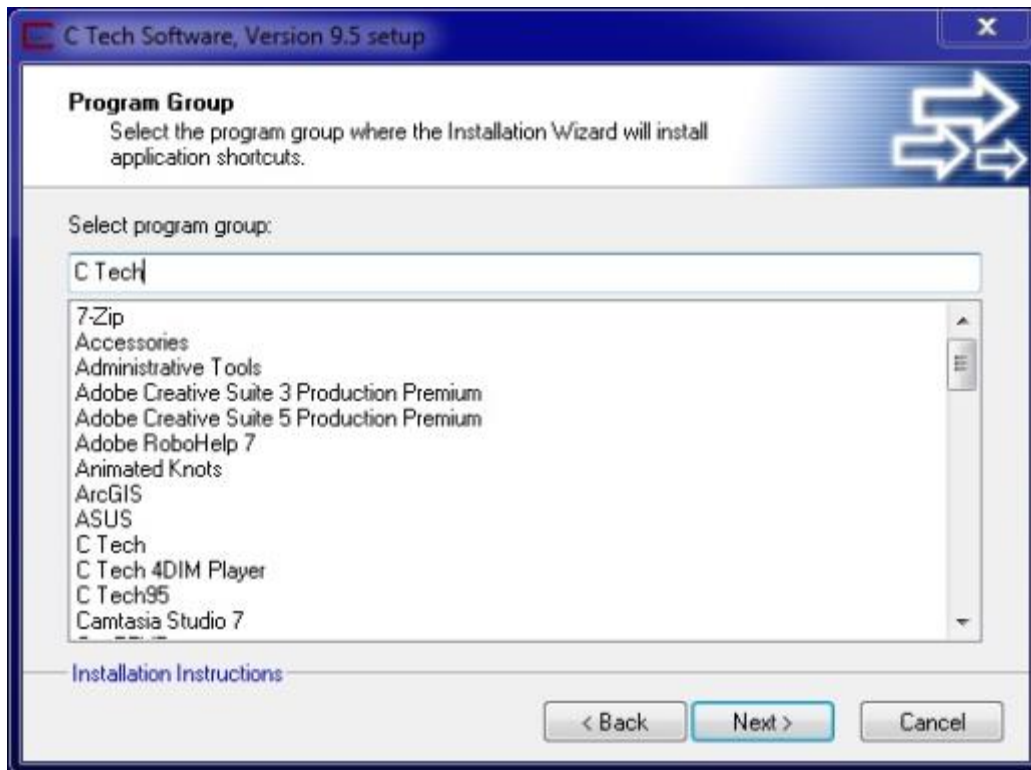 C Tech Software, Version 9.5 setup
Program Group
Select the program group where the Installation Wizard will install
application shortcuts.
Select program group:
C Tech
7-Zip
Accessories
Administrative Tools
Adobe Creative Suite 3 Production Premium
Adobe Creative Suite 5 Production Premium
Adobe RoboHelp 7
Animated Knots
ArcGIS
ASUS
C Tech
C Tech 4DIM Player
C Tech95
Camtasia Studio 7
Installation Instructions
< Back Next > Cancel